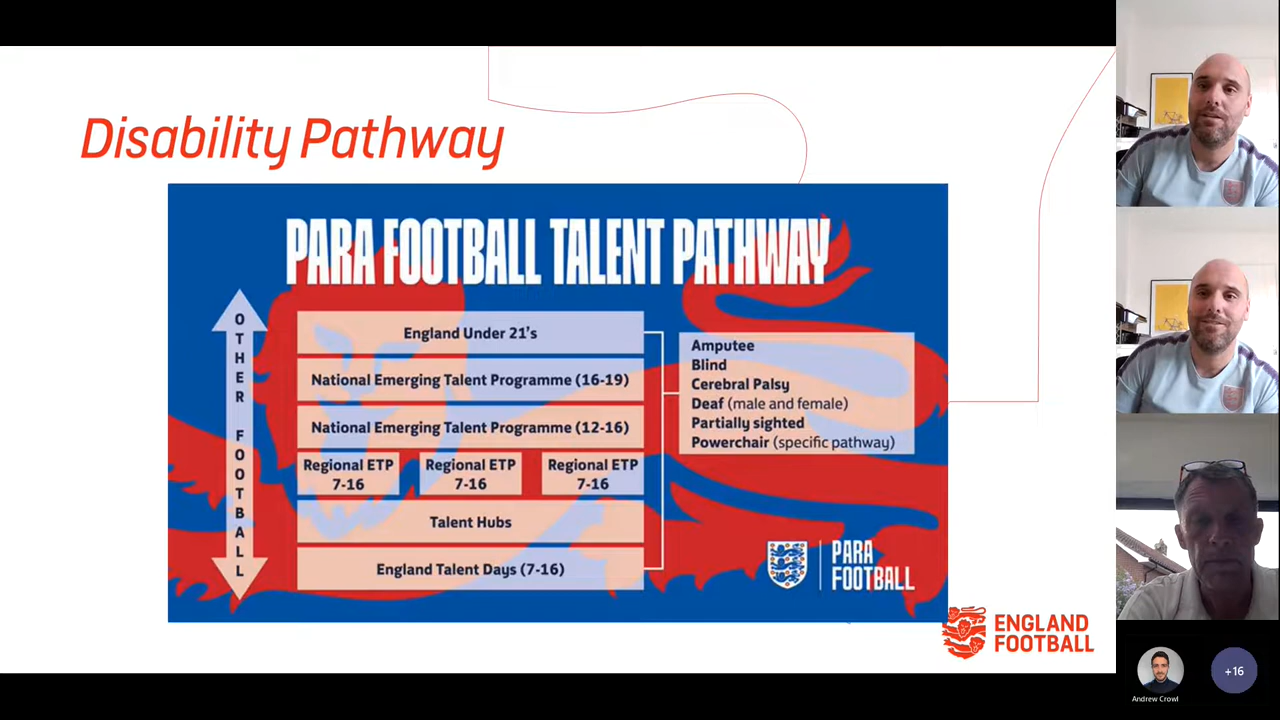 Disability Pathway
PARA FOOTBALL TALENT PATHWAY
OTHER FOOTBALL
England Under 21's
National Emerging Talent Programme (16-19)
National Emerging Talent Programme (12-16)
Regional ETP
7-16
Regional ETP
7-16
Regional ETP
7-16
Talent Hubs
England Talent Days (7-16)
Amputee
Blind
Cerebral Palsy
Deaf (male and female)
Partially sighted
Powerchair (specific pathway)
PARA
FOOTBALL
ENGLAND
FOOTBALL
Andrew Crowl
+16